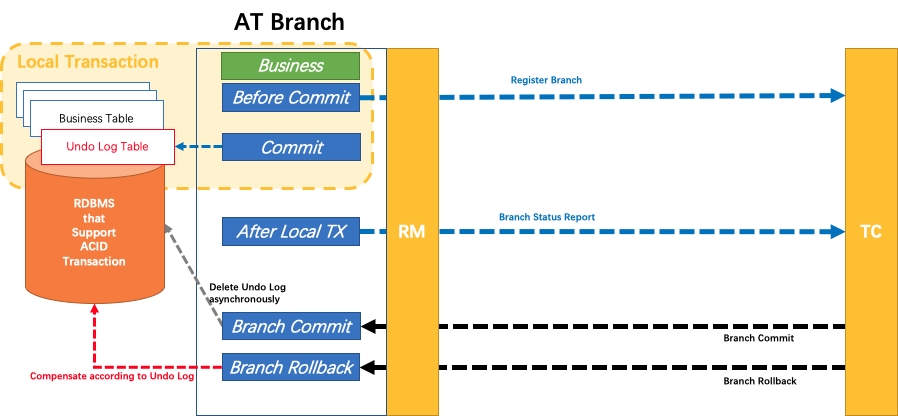 AT Branch
Local Transaction
Business
Register Branch
Before Commit
Business Table
Undo Log Table
Commit
RDBMS
that
Support
ACID
Transaction
Branch Status Report
After Local TX
RM
TC
Delete Undo Log
asynchronously
Branch Commit
Branch Commit
Branch Rollback
Compensate according to Undo Log
Branch Rollback